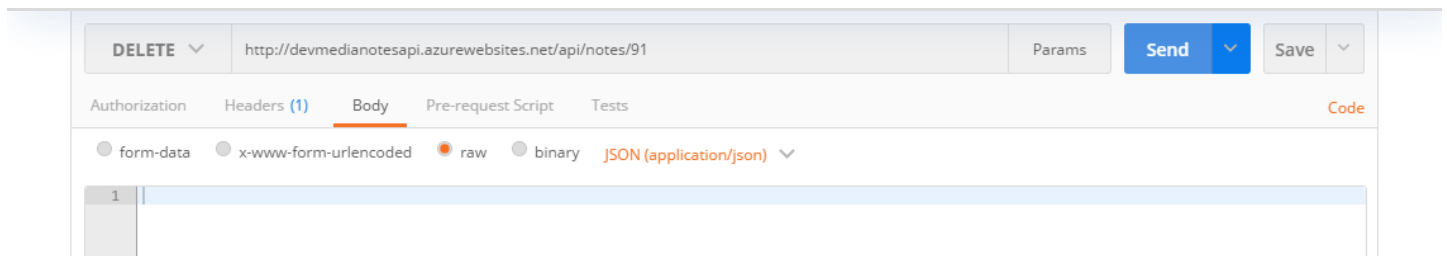 DELETE http://devmedianotesapi.azurewebsites.net/api/notes/91 Params Send Save
Authorization Headers (1) Body Pre-request Script Tests Code
form-data x-www-form-urlencoded raw binary JSON (application/json)
1